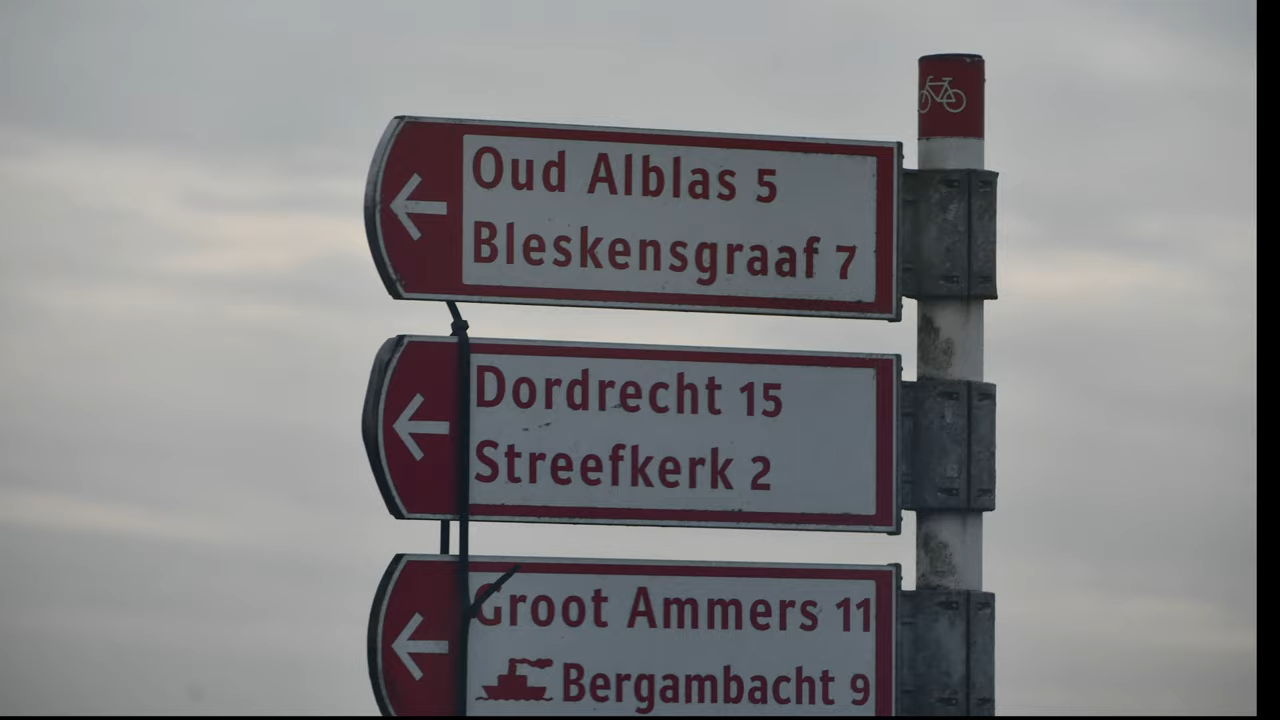 Oud Alblas 5
Bleskensgraaf 7
Dordrecht 15
Streefkerk 2
Groot Ammers 11
Bergambacht 9